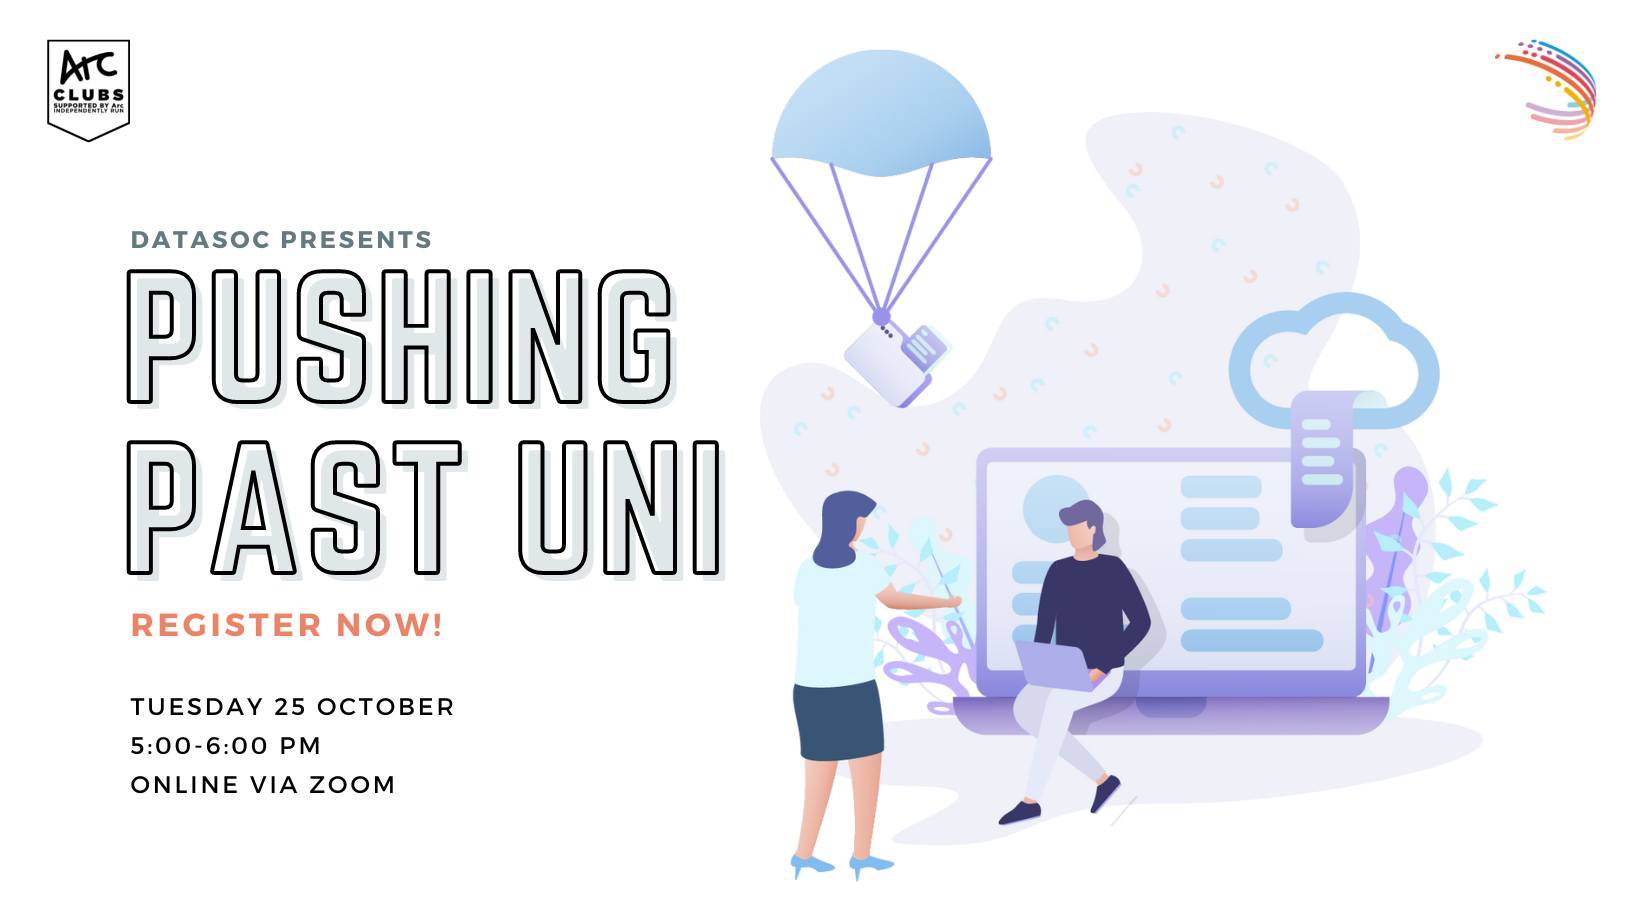 Arc
CLUBS
SUPPORTED BY Arc
INDEPENDENTLY RUN
DATASOC PRESENTS
PUSHING
PAST UNI
REGISTER NOW!
TUESDAY 25 OCTOBER
5:00-6:00 PM
ONLINE VIA ZOOM